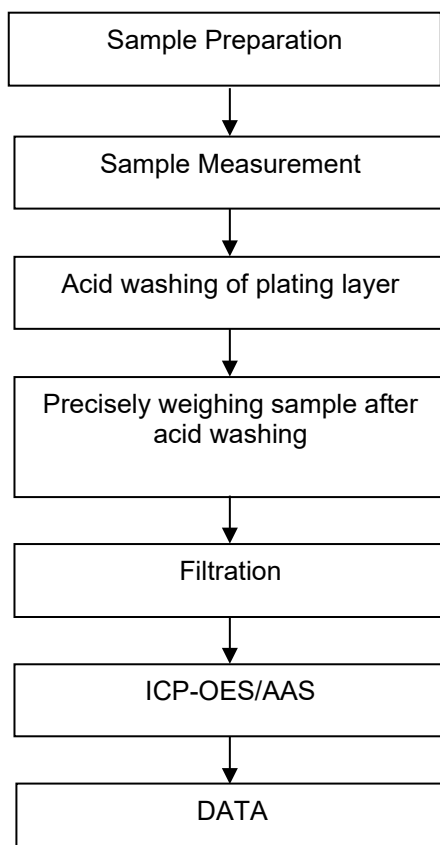 Sample Preparation
Sample Measurement
Acid washing of plating layer
Precisely weighing sample after
acid washing
Filtration
ICP-OES/AAS
DATA